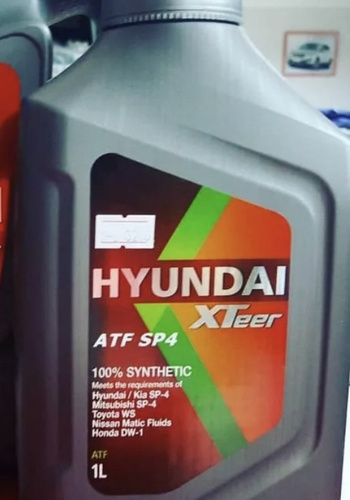 HYUNDAI
XTeer
ATF SP4
100% SYNTHETIC
Meets the requirements of
Hyundai / Kia SP-4
Mitsubishi SP-4
Toyota WS
Nissan Matic Fluids
Honda DW-1
ATF
1L